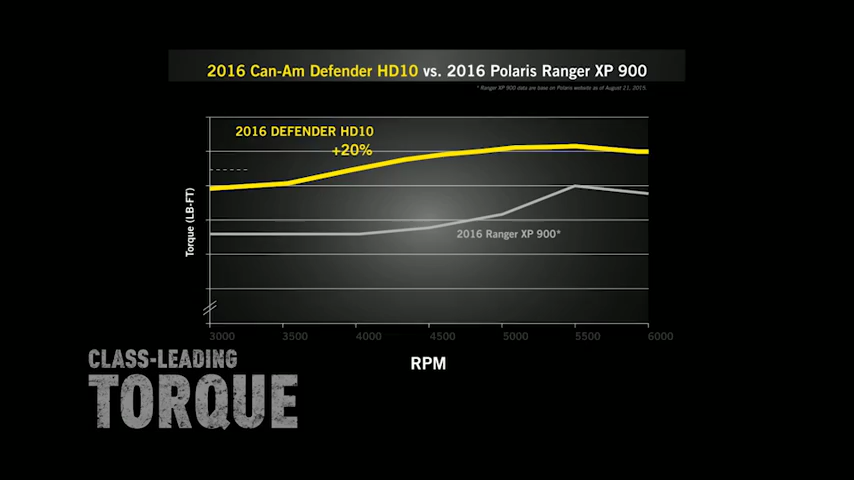 2016 Can-Am Defender HD10 vs. 2016 Polaris Ranger XP 900
* Ranger XP 900 data are base on Polaris website as of August 21, 2015.
2016 DEFENDER HD10
+20%
Torque (LB-FT)
2016 Ranger XP 900*
3000 3500 4000 4500 5000 5500 6000
RPM
CLASS-LEADING
TORQUE